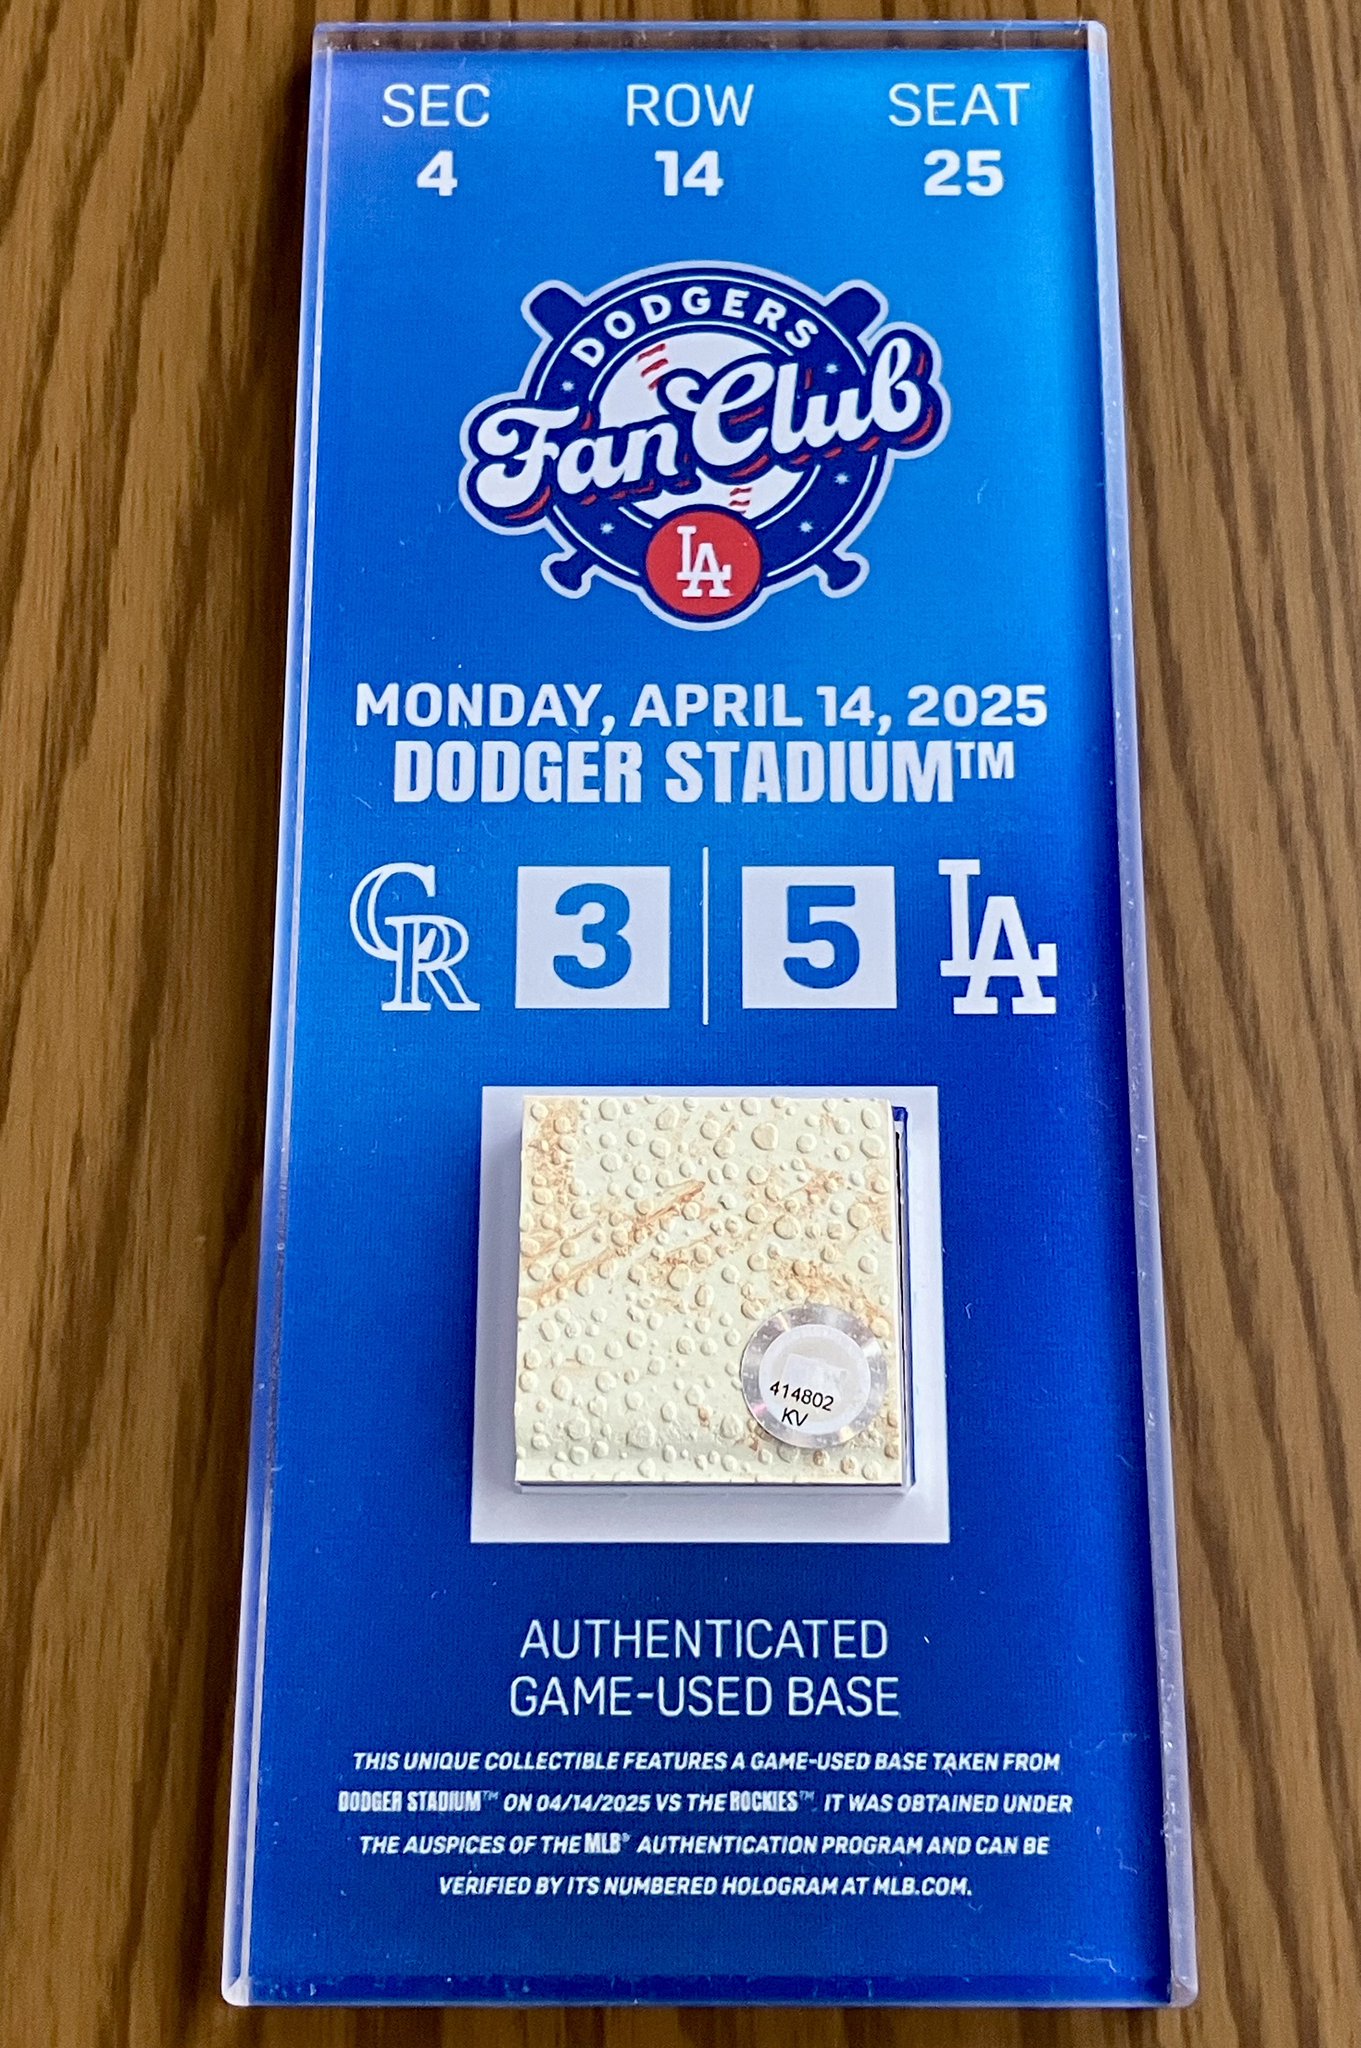 SEC ROW SEAT
4 14 25
DODGERS
Fan Club
LA
MONDAY, APRIL 14, 2025
DODGER STADIUM™
CR 3 5 LA
414802
KV
AUTHENTICATED
GAME-USED BASE
THIS UNIQUE COLLECTIBLE FEATURES A GAME-USED BASE TAKEN FROM
DODGER STADIUM™ ON 04/14/2025 VS THE ROCKIES™. IT WAS OBTAINED UNDER
THE AUSPICES OF THE MLB® AUTHENTICATION PROGRAM AND CAN BE
VERIFIED BY ITS NUMBERED HOLOGRAM AT MLB.COM.